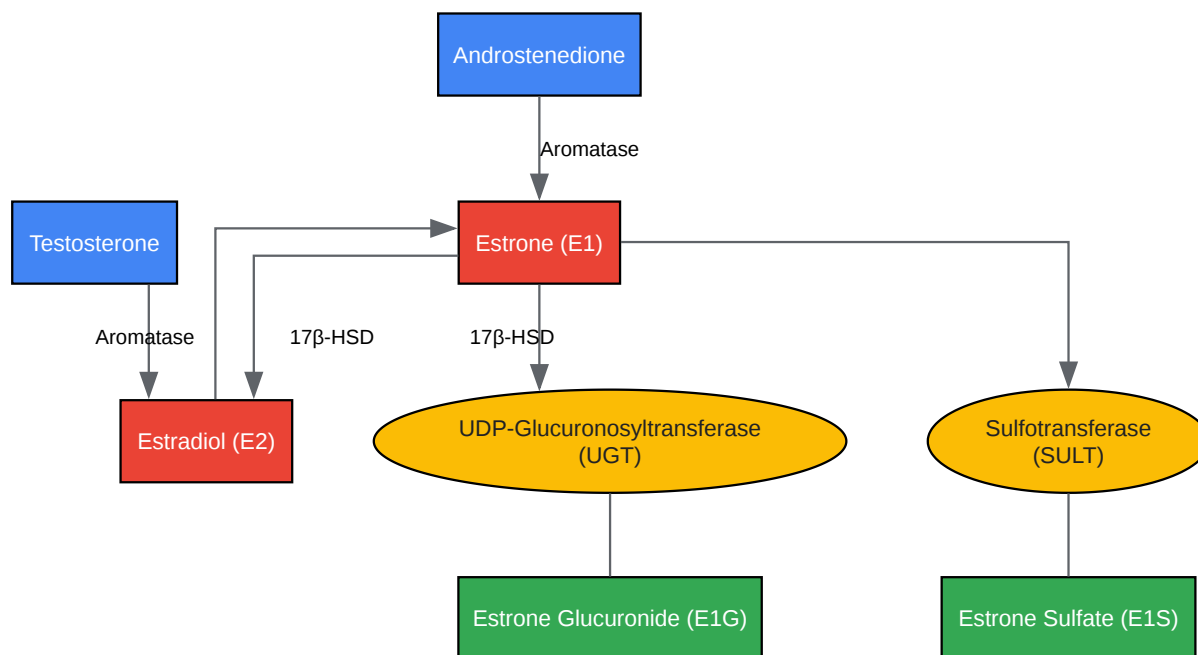 Androstenedione
Aromatase
Testosterone
Estrone (E1)
Aromatase
17β-HSD
17β-HSD
Estradiol (E2)
UDP-Glucuronosyltransferase
(UGT)
Sulfotransferase
(SULT)
Estrone Glucuronide (E1G)
Estrone Sulfate (E1S)